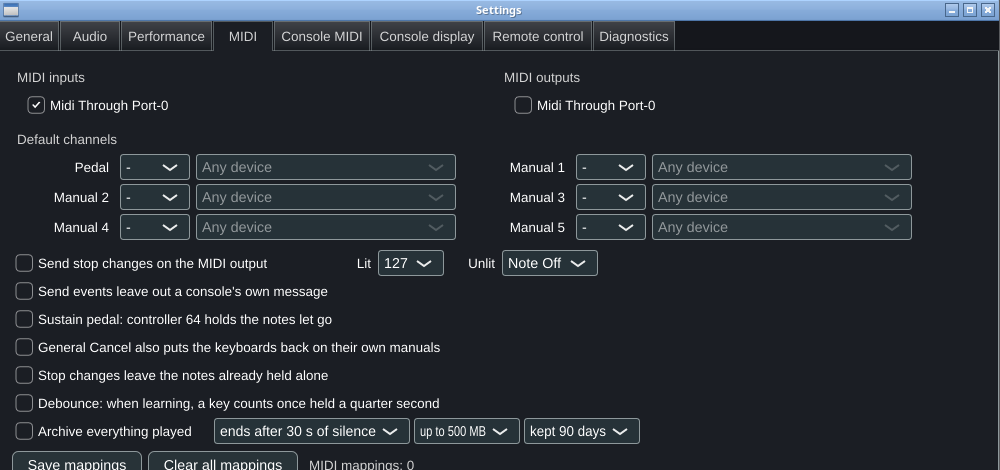 Settings
General Audio Performance MIDI Console MIDI Console display Remote control Diagnostics
MIDI inputs MIDI outputs
Midi Through Port-0 Midi Through Port-0
Default channels
Pedal - Any device Manual 1 - Any device
Manual 2 - Any device Manual 3 - Any device
Manual 4 - Any device Manual 5 - Any device
Send stop changes on the MIDI output Lit 127 Unlit Note Off
Send events leave out a console's own message
Sustain pedal: controller 64 holds the notes let go
General Cancel also puts the keyboards back on their own manuals
Stop changes leave the notes already held alone
Debounce: when learning, a key counts once held a quarter second
Archive everything played ends after 30 s of silence up to 500 MB kept 90 days
Save mappings Clear all mappings MIDI mappings: 0